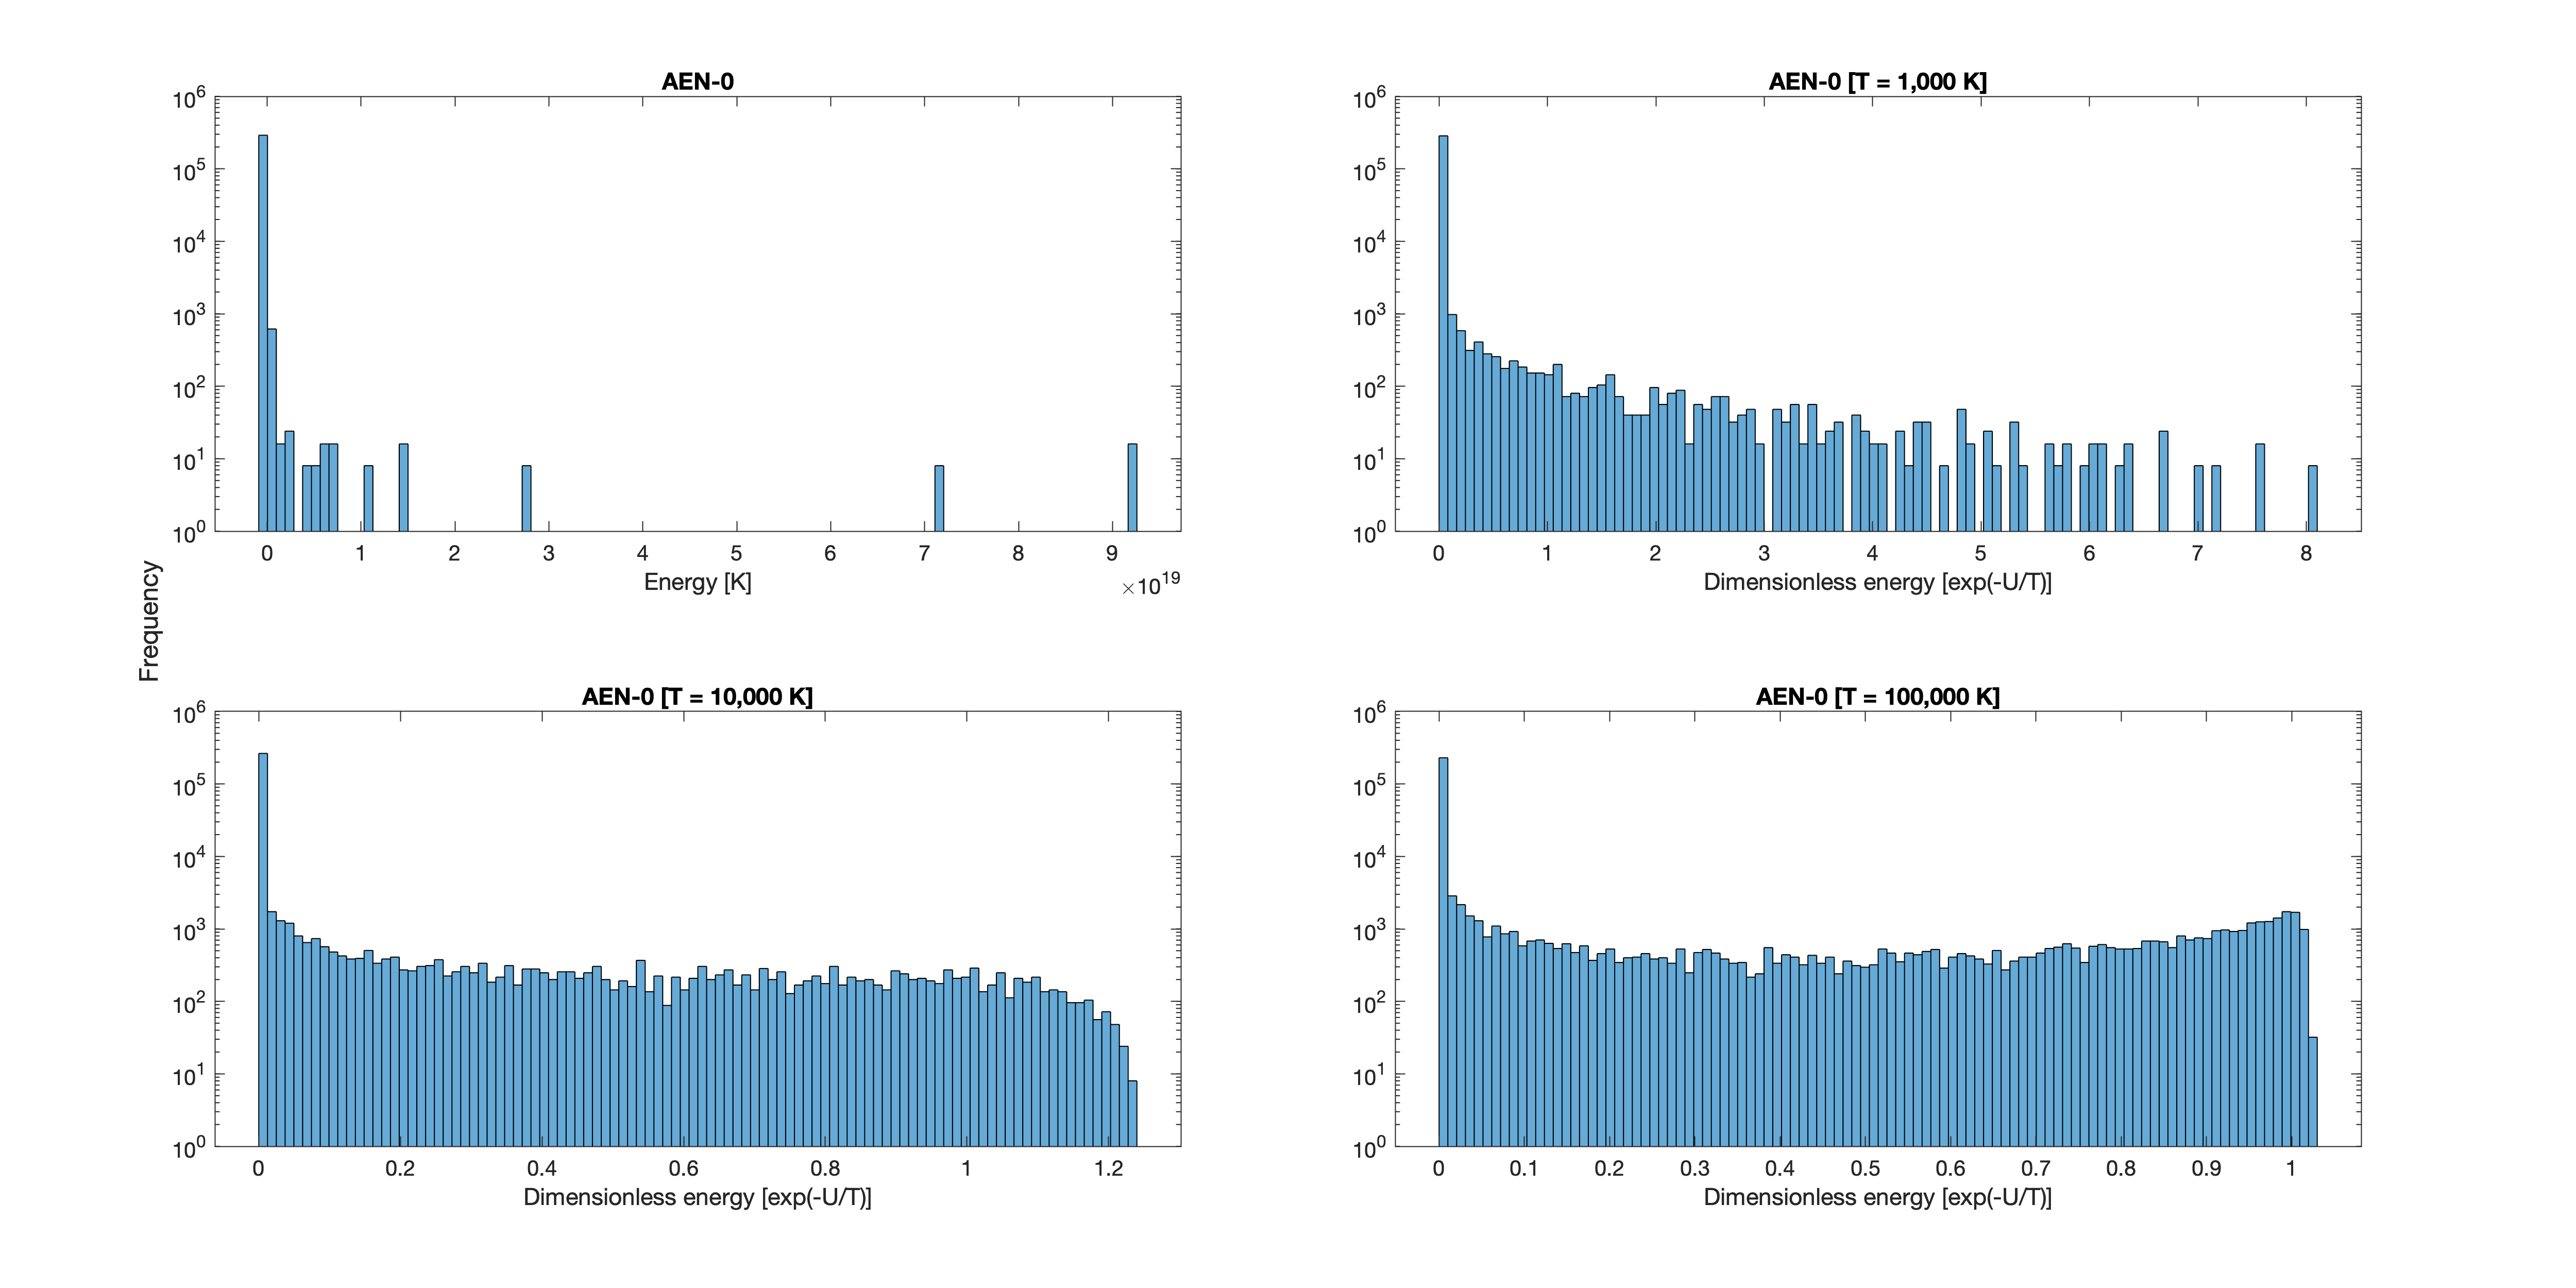 AEN-0
10^6
10^5
10^4
10^3
10^2
10^1
10^0
0 1 2 3 4 5 6 7 8 9
Energy [K]
×10^19
AEN-0 [T = 1,000 K]
10^6
10^5
10^4
10^3
10^2
10^1
10^0
0 1 2 3 4 5 6 7 8
Dimensionless energy [exp(-U/T)]
Frequency
AEN-0 [T = 10,000 K]
10^6
10^5
10^4
10^3
10^2
10^1
10^0
0 0.2 0.4 0.6 0.8 1 1.2
Dimensionless energy [exp(-U/T)]
AEN-0 [T = 100,000 K]
10^6
10^5
10^4
10^3
10^2
10^1
10^0
0 0.1 0.2 0.3 0.4 0.5 0.6 0.7 0.8 0.9 1
Dimensionless energy [exp(-U/T)]